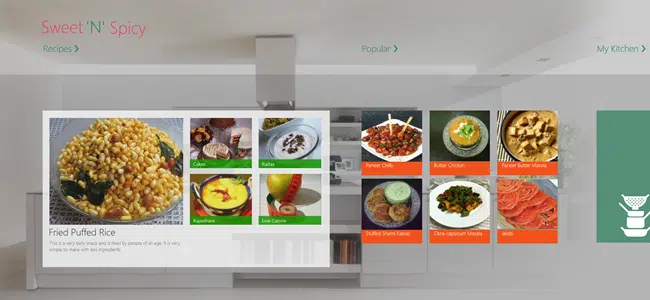 Sweet 'N' Spicy
Recipes
Popular
My Kitchen
Cakes
Raitas
Rajasthani
Low Calorie
Fried Puffed Rice
This is a very tasty snack and is liked by people of all age. It is very
simple to make with less ingredients.
Paneer Chilly
Butter Chicken
Paneer Butter Masala
Stuffed Shami Kabab
Okra-capsicum Masala
Jalebi